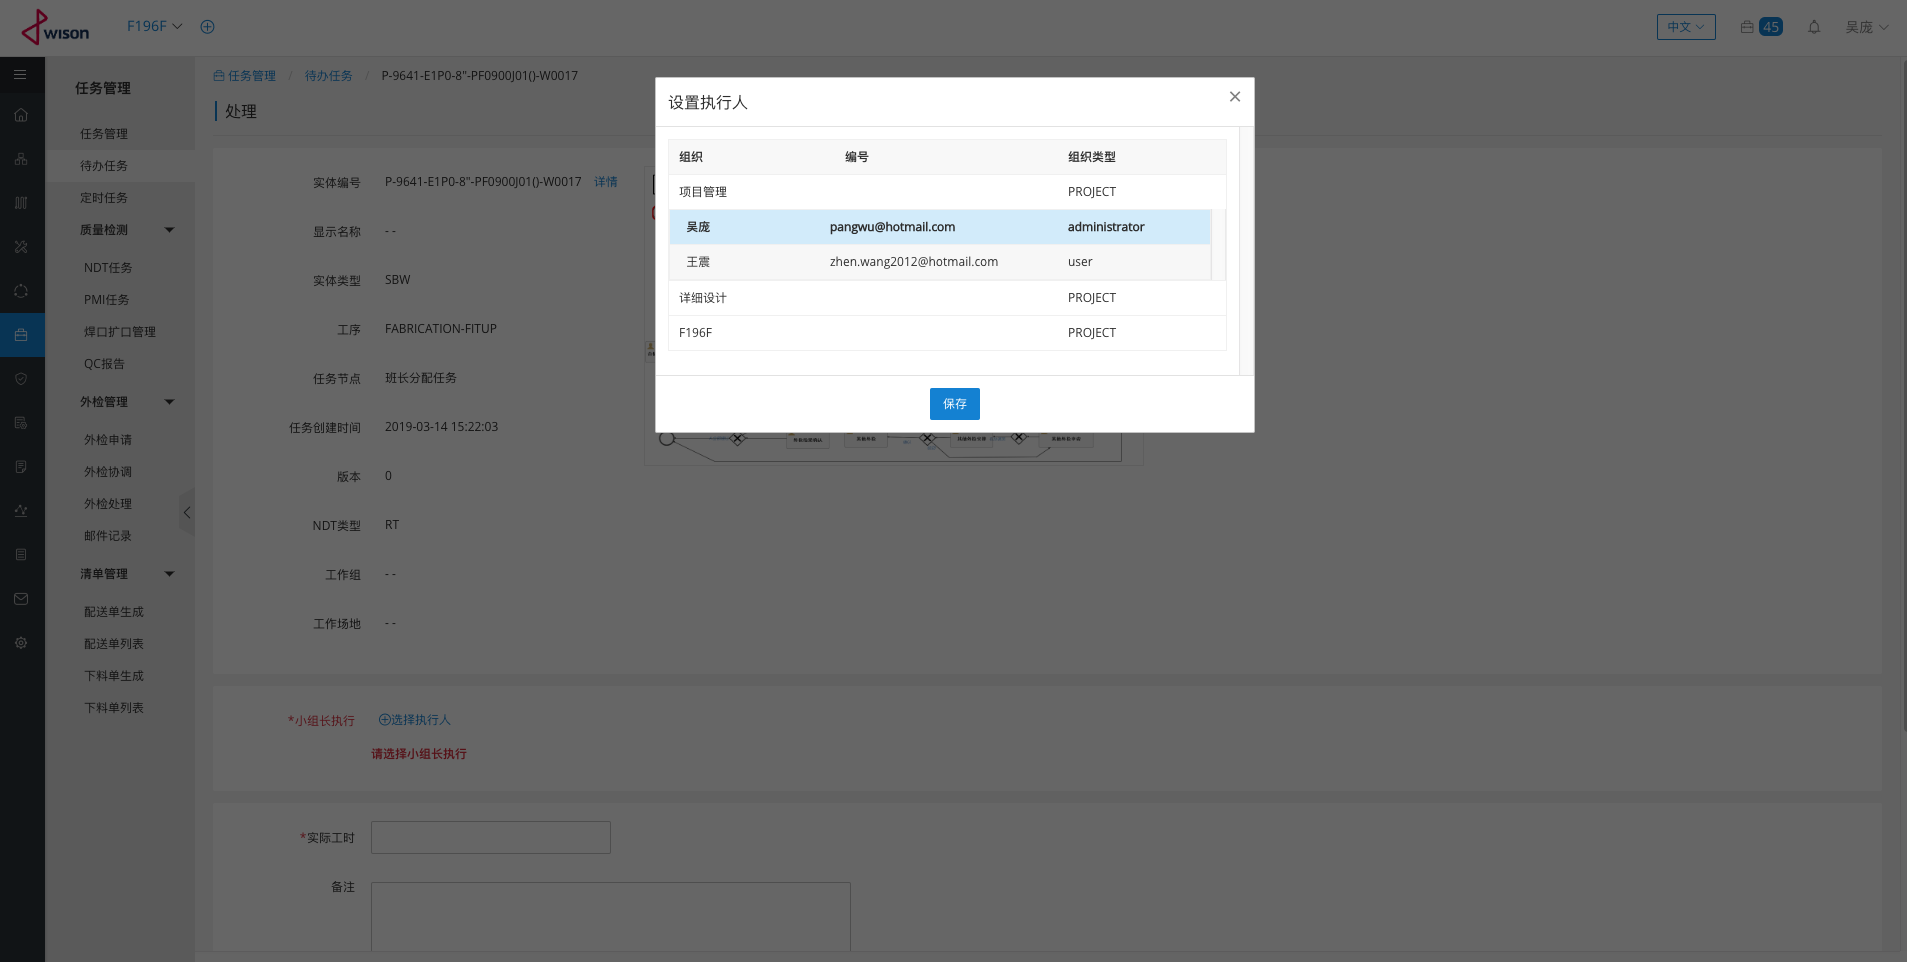 wison
F196F
中文
45
吴庞
任务管理
任务管理
待办任务
定时任务
质量检测
NDT任务
PMI任务
焊口扩口管理
QC报告
外检管理
外检申请
外检协调
外检处理
邮件记录
清单管理
配送单生成
配送单列表
下料单生成
下料单列表
任务管理 / 待办任务 / P-9641-E1P0-8"-PF0900J01()-W0017
处理
实体编号 P-9641-E1P0-8"-PF0900J01()-W0017 详情
显示名称 - -
实体类型 SBW
工序 FABRICATION-FITUP
任务节点 班长分配任务
任务创建时间 2019-03-14 15:22:03
版本 0
NDT类型 RT
工作组 - -
工作场地 - -
*小组长执行 选择执行人
请选择小组长执行
*实际工时
备注
设置执行人
组织 编号 组织类型
项目管理 PROJECT
吴庞 pangwu@hotmail.com administrator
王震 zhen.wang2012@hotmail.com user
详细设计 PROJECT
F196F PROJECT
保存